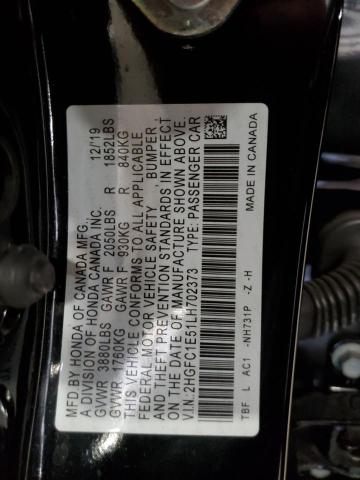 MFD BY HONDA OF CANADA MFG., 12/19
A DIVISION OF HONDA CANADA INC.
GVWR 3880LBS GAWR F 2050LBS R 1852LBS
GVWR 1760KG GAWR F 930KG R 840KG
THIS VEHICLE CONFORMS TO ALL APPLICABLE
FEDERAL MOTOR VEHICLE SAFETY BUMPER,
AND THEFT PREVENTION STANDARDS IN EFFECT
ON THE DATE OF MANUFACTURE SHOWN ABOVE.
V.I.N.: 2HGFC1E51LH702373 TYPE: PASSENGER CAR
TBF L AC1 -NH731P -Z -H
MADE IN CANADA